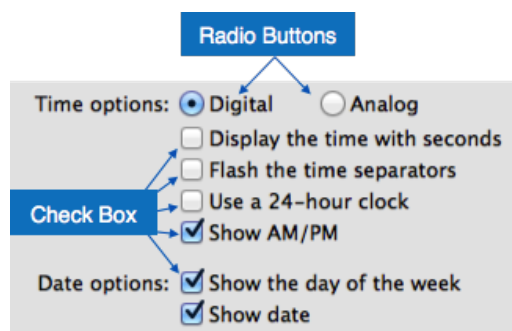 Radio Buttons
Time options: Digital Analog
Display the time with seconds
Flash the time separators
Use a 24-hour clock
Check Box
Show AM/PM
Date options: Show the day of the week
Show date